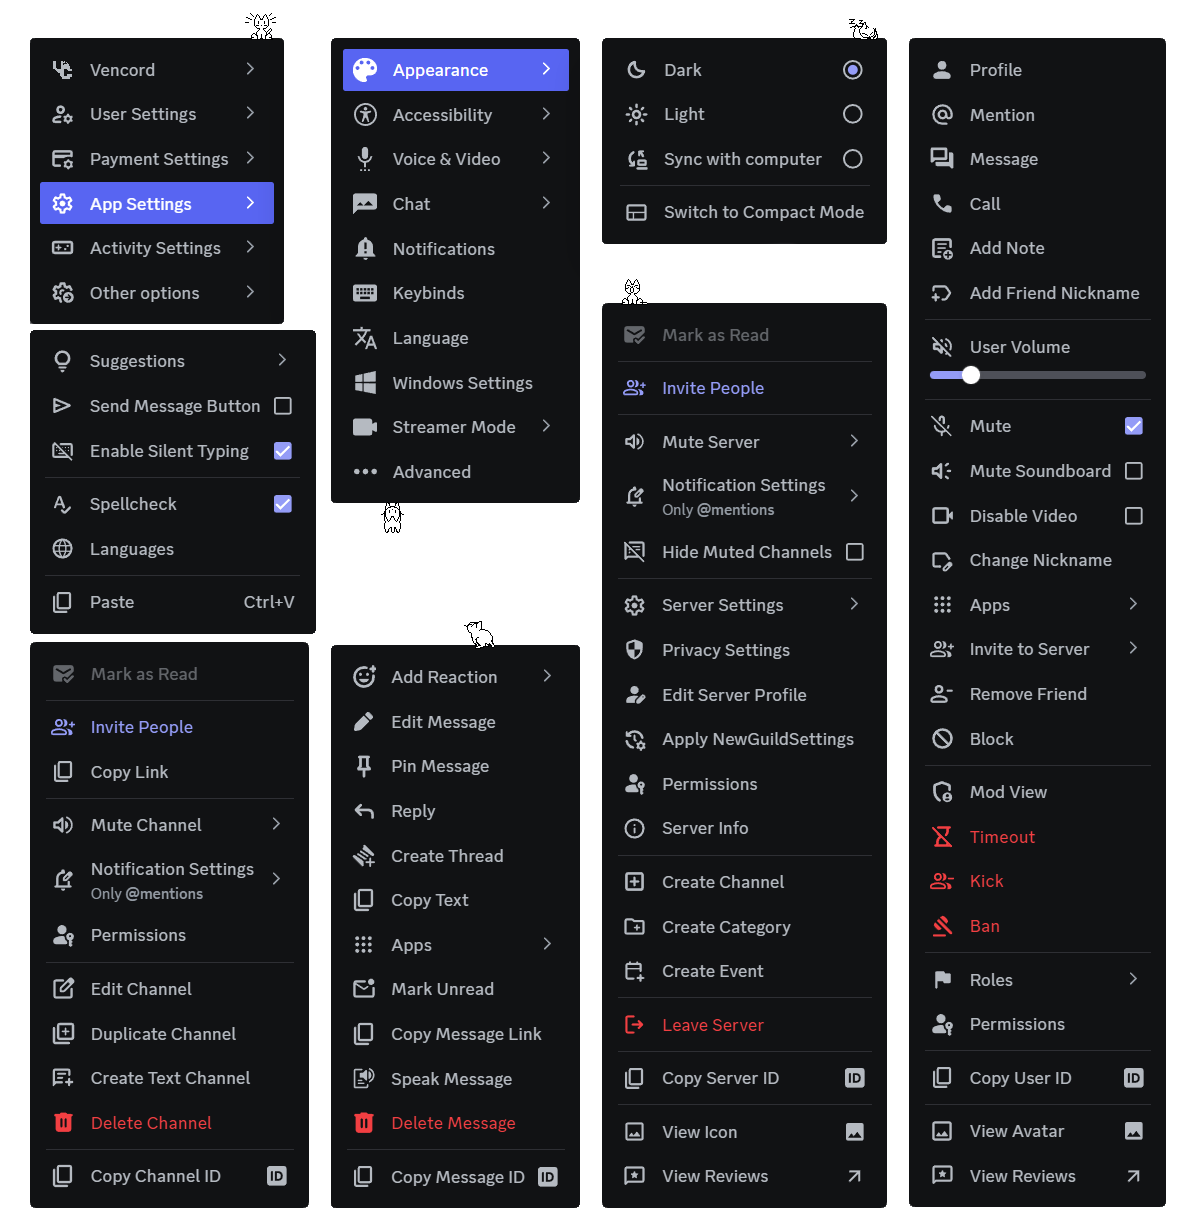 Vencord
User Settings
Payment Settings
App Settings
Activity Settings
Other options
Suggestions
Send Message Button
Enable Silent Typing
Spellcheck
Languages
Paste Ctrl+V
Mark as Read
Invite People
Copy Link
Mute Channel
Notification Settings
Only @mentions
Permissions
Edit Channel
Duplicate Channel
Create Text Channel
Delete Channel
Copy Channel ID ID
Appearance
Accessibility
Voice & Video
Chat
Notifications
Keybinds
Language
Windows Settings
Streamer Mode
Advanced
Add Reaction
Edit Message
Pin Message
Reply
Create Thread
Copy Text
Apps
Mark Unread
Copy Message Link
Speak Message
Delete Message
Copy Message ID ID
Dark
Light
Sync with computer
Switch to Compact Mode
Mark as Read
Invite People
Mute Server
Notification Settings
Only @mentions
Hide Muted Channels
Server Settings
Privacy Settings
Edit Server Profile
Apply NewGuildSettings
Permissions
Server Info
Create Channel
Create Category
Create Event
Leave Server
Copy Server ID ID
View Icon
View Reviews
Profile
Mention
Message
Call
Add Note
Add Friend Nickname
User Volume
Mute
Mute Soundboard
Disable Video
Change Nickname
Apps
Invite to Server
Remove Friend
Block
Mod View
Timeout
Kick
Ban
Roles
Permissions
Copy User ID ID
View Avatar
View Reviews